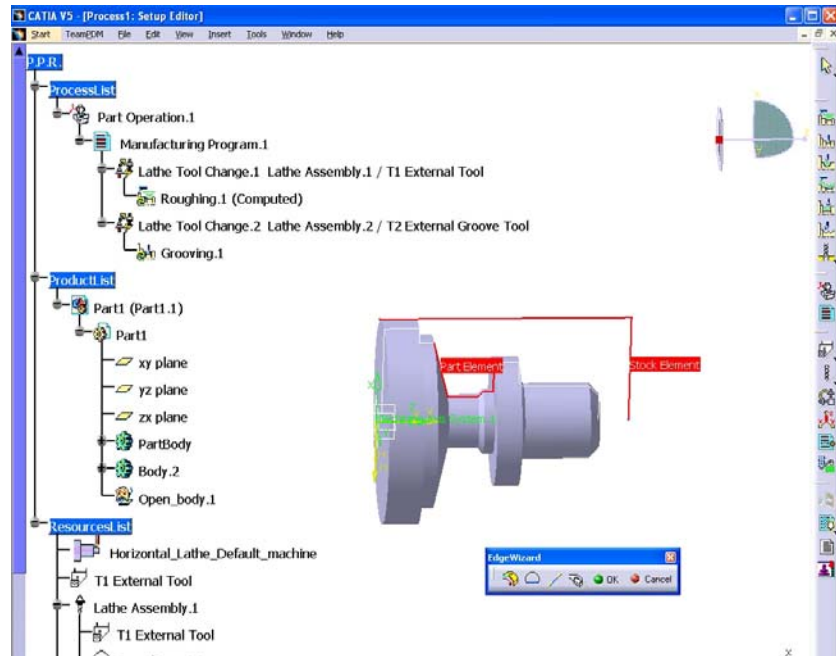 CATIA V5 - [Process1: Setup Editor]
Start TeamPDM File Edit View Insert Tools Window Help
P.P.R.
ProcessList
Part Operation.1
Manufacturing Program.1
Lathe Tool Change.1 Lathe Assembly.1 / T1 External Tool
Roughing.1 (Computed)
Lathe Tool Change.2 Lathe Assembly.2 / T2 External Groove Tool
Grooving.1
ProductList
Part1 (Part1.1)
Part1
xy plane
Part Element
Stock Element
yz plane
zx plane
PartBody
Body.2
Open_body.1
ResourcesList
Horizontal_Lathe_Default_machine
EdgeWizard
OK Cancel
T1 External Tool
Lathe Assembly.1
T1 External Tool
x